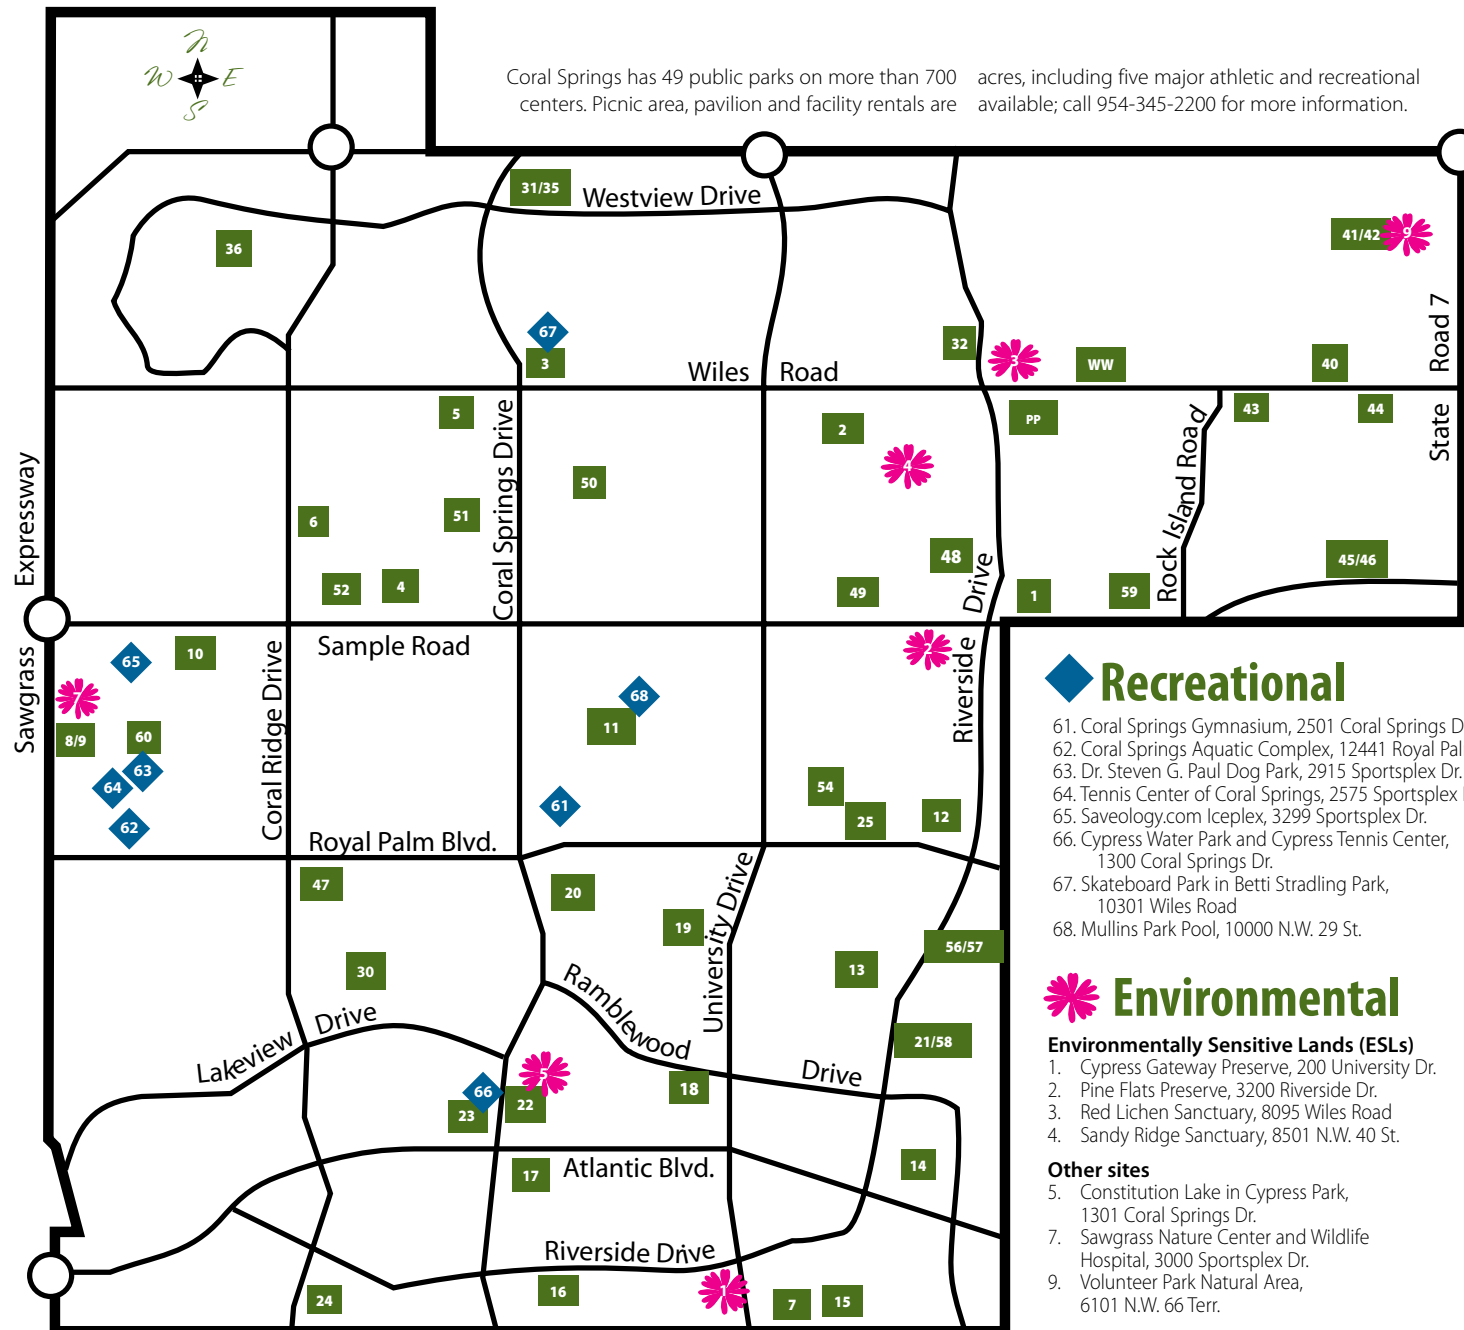 N
W E
S
Coral Springs has 49 public parks on more than 700 acres, including five major athletic and recreational
centers. Picnic area, pavilion and facility rentals are available; call 954-345-2200 for more information.
31/35
Westview Drive
41/42
9
36
67
3
Wiles Road
32
3
WW
40
State Road 7
5
2
PP
43
44
4
50
51
6
Coral Springs Drive
Rock Island Road
48
45/46
52
4
49
1
59
Sawgrass Expressway
Sample Road
Riverside Drive
10
65
2
7
68
11
8/9
60
63
64
62
Coral Ridge Drive
61
54
25
12
Royal Palm Blvd.
47
20
19
University Drive
56/57
30
13
Ramblewood Drive
Lakeview Drive
21/58
5
66
23
22
18
Atlantic Blvd.
17
14
Riverside Drive
24
16
1
7
15
Recreational
61. Coral Springs Gymnasium, 2501 Coral Springs D
62. Coral Springs Aquatic Complex, 12441 Royal Pal
63. Dr. Steven G. Paul Dog Park, 2915 Sportsplex Dr.
64. Tennis Center of Coral Springs, 2575 Sportsplex
65. Saveology.com Iceplex, 3299 Sportsplex Dr.
66. Cypress Water Park and Cypress Tennis Center,
1300 Coral Springs Dr.
67. Skateboard Park in Betti Stradling Park,
10301 Wiles Road
68. Mullins Park Pool, 10000 N.W. 29 St.
Environmental
Environmentally Sensitive Lands (ESLs)
1. Cypress Gateway Preserve, 200 University Dr.
2. Pine Flats Preserve, 3200 Riverside Dr.
3. Red Lichen Sanctuary, 8095 Wiles Road
4. Sandy Ridge Sanctuary, 8501 N.W. 40 St.
Other sites
5. Constitution Lake in Cypress Park,
1301 Coral Springs Dr.
7. Sawgrass Nature Center and Wildlife
Hospital, 3000 Sportsplex Dr.
9. Volunteer Park Natural Area,
6101 N.W. 66 Terr.